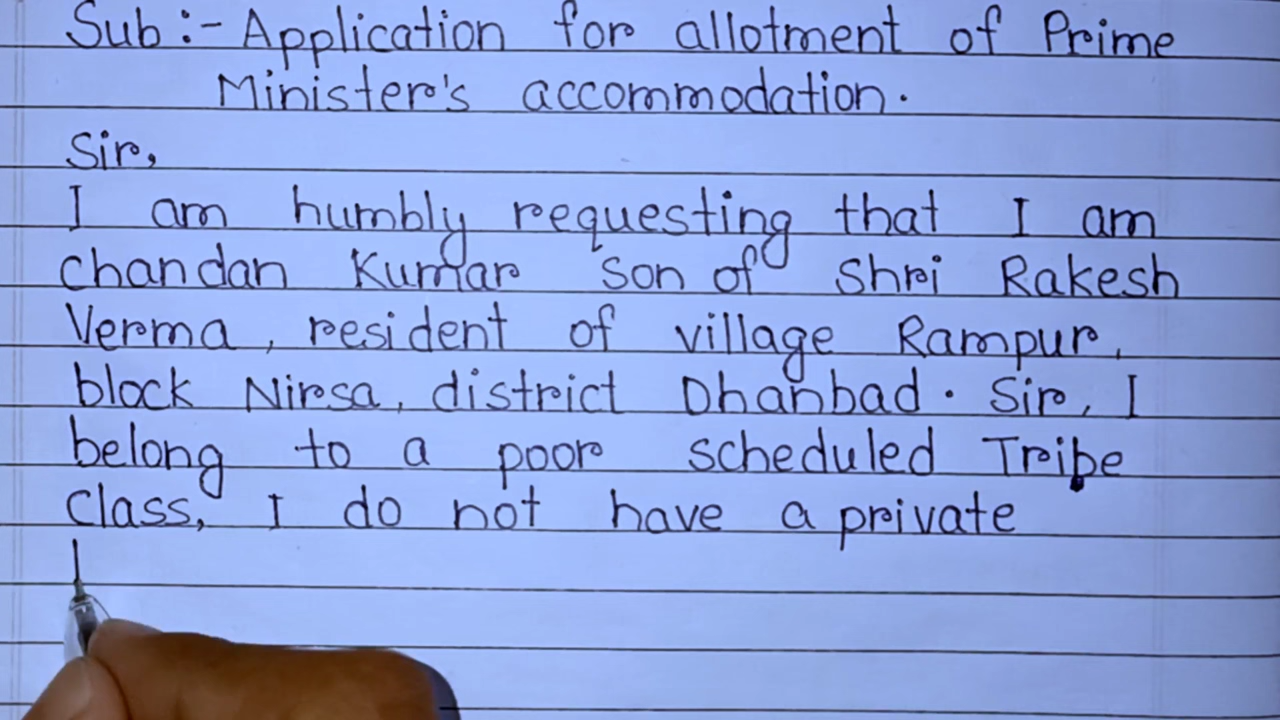 Sub:- Application for allotment of Prime
Minister's accommodation.
Sir,
I am humbly requesting that I am
chandan Kumar son of Shri Rakesh
Verma, resident of village Rampur,
block Nirsa, district Dhanbad. Sir, I
belong to a poor scheduled Tribe
Class, I do not have a private